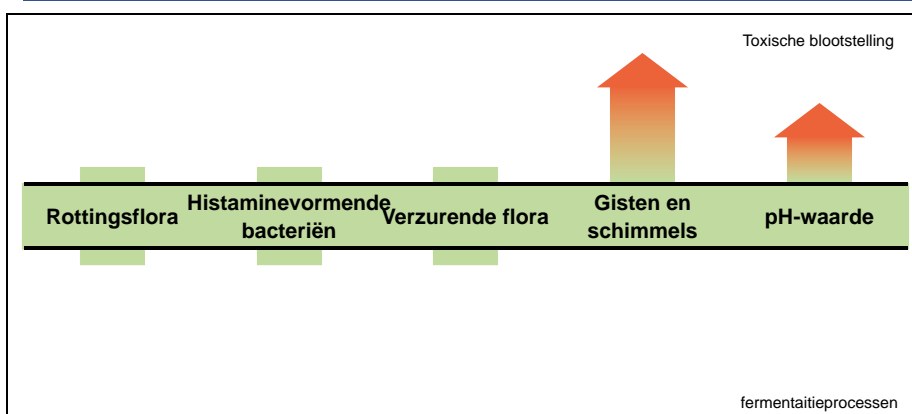 Toxische blootstelling
Rottingsflora
Histaminevormende
bacteriën
Verzurende flora
Gisten en
schimmels
pH-waarde
fermentaitieprocessen